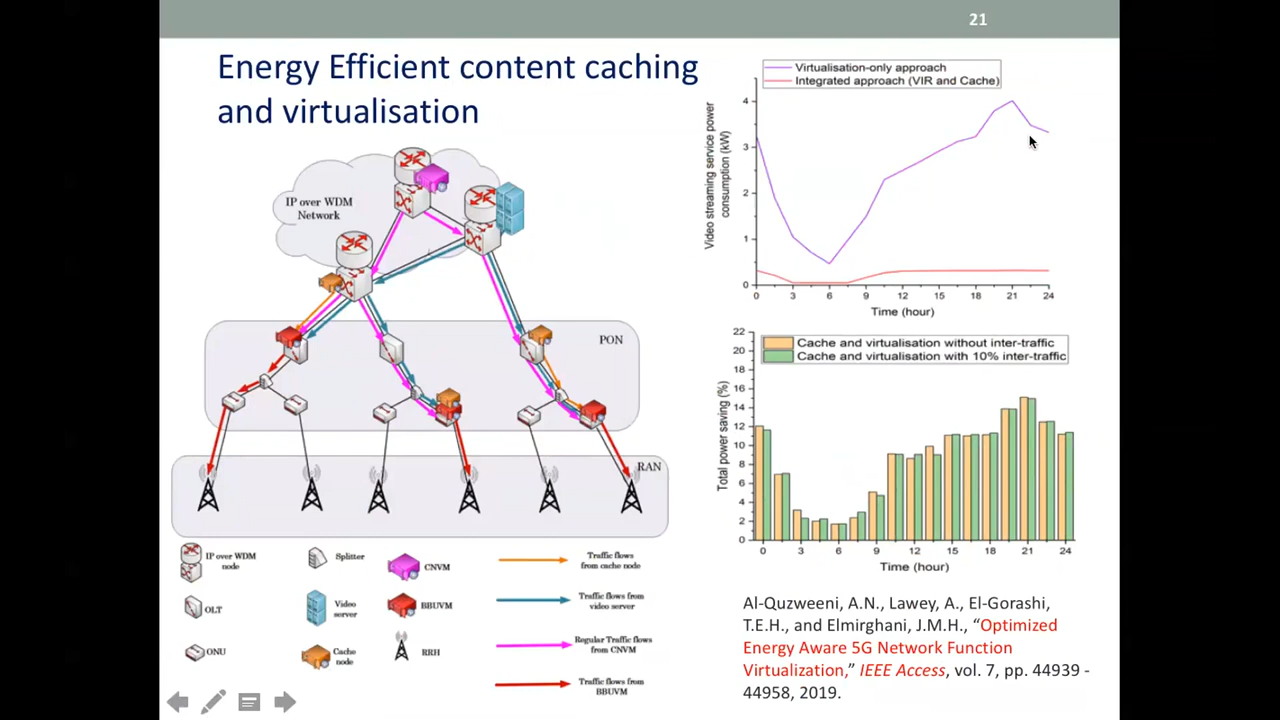 21
Energy Efficient content caching
and virtualisation
IP over WDM
Network
PON
RAN
IP over WDM
node
Splitter
CNVM
Traffic flows
from cache node
OLT
Video
server
BBUVM
Traffic flows from
video server
ONU
Cache
node
RRH
Regular Traffic flows
from CNVM
Traffic flows from
BBUVM
Virtualisation-only approach
Integrated approach (VIR and Cache)
Video streaming service power
consumption (kW)
4
3
2
1
0
0 3 6 9 12 15 18 21 24
Time (hour)
Cache and virtualisation without inter-traffic
Cache and virtualisation with 10% inter-traffic
Total power saving (%)
22
20
18
16
14
12
10
8
6
4
2
0
0 3 6 9 12 15 18 21 24
Time (hour)
Al-Quzweeni, A.N., Lawey, A., El-Gorashi,
T.E.H., and Elmirghani, J.M.H., “Optimized
Energy Aware 5G Network Function
Virtualization,” IEEE Access, vol. 7, pp. 44939 -
44958, 2019.